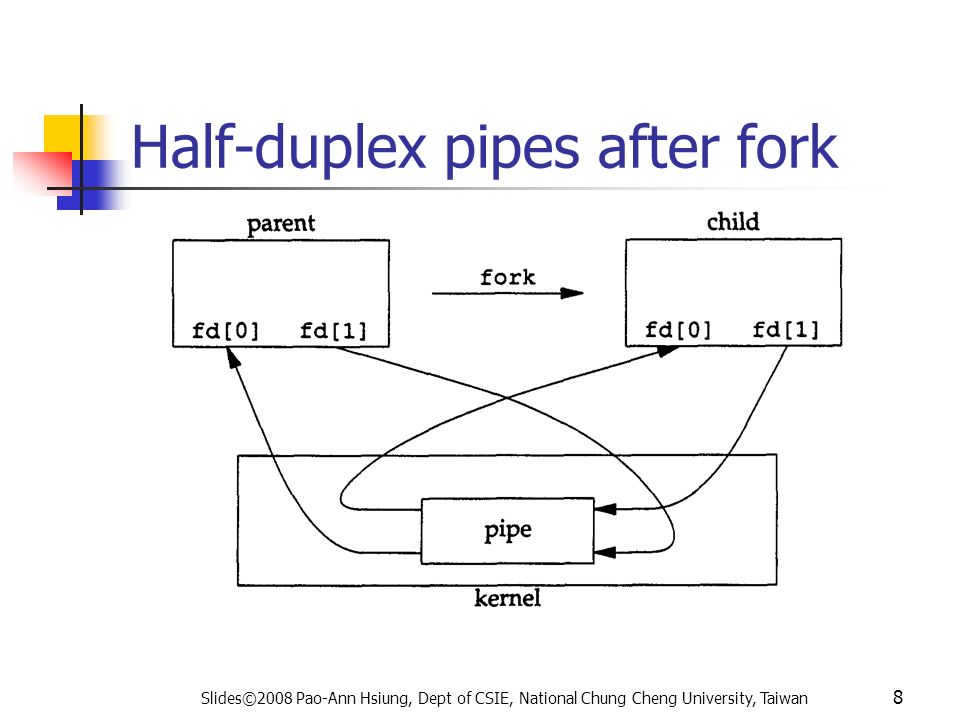 Half-duplex pipes after fork
parent
child
fork
fd[0] fd[1]
fd[0] fd[1]
pipe
kernel
Slides©2008 Pao-Ann Hsiung, Dept of CSIE, National Chung Cheng University, Taiwan
8